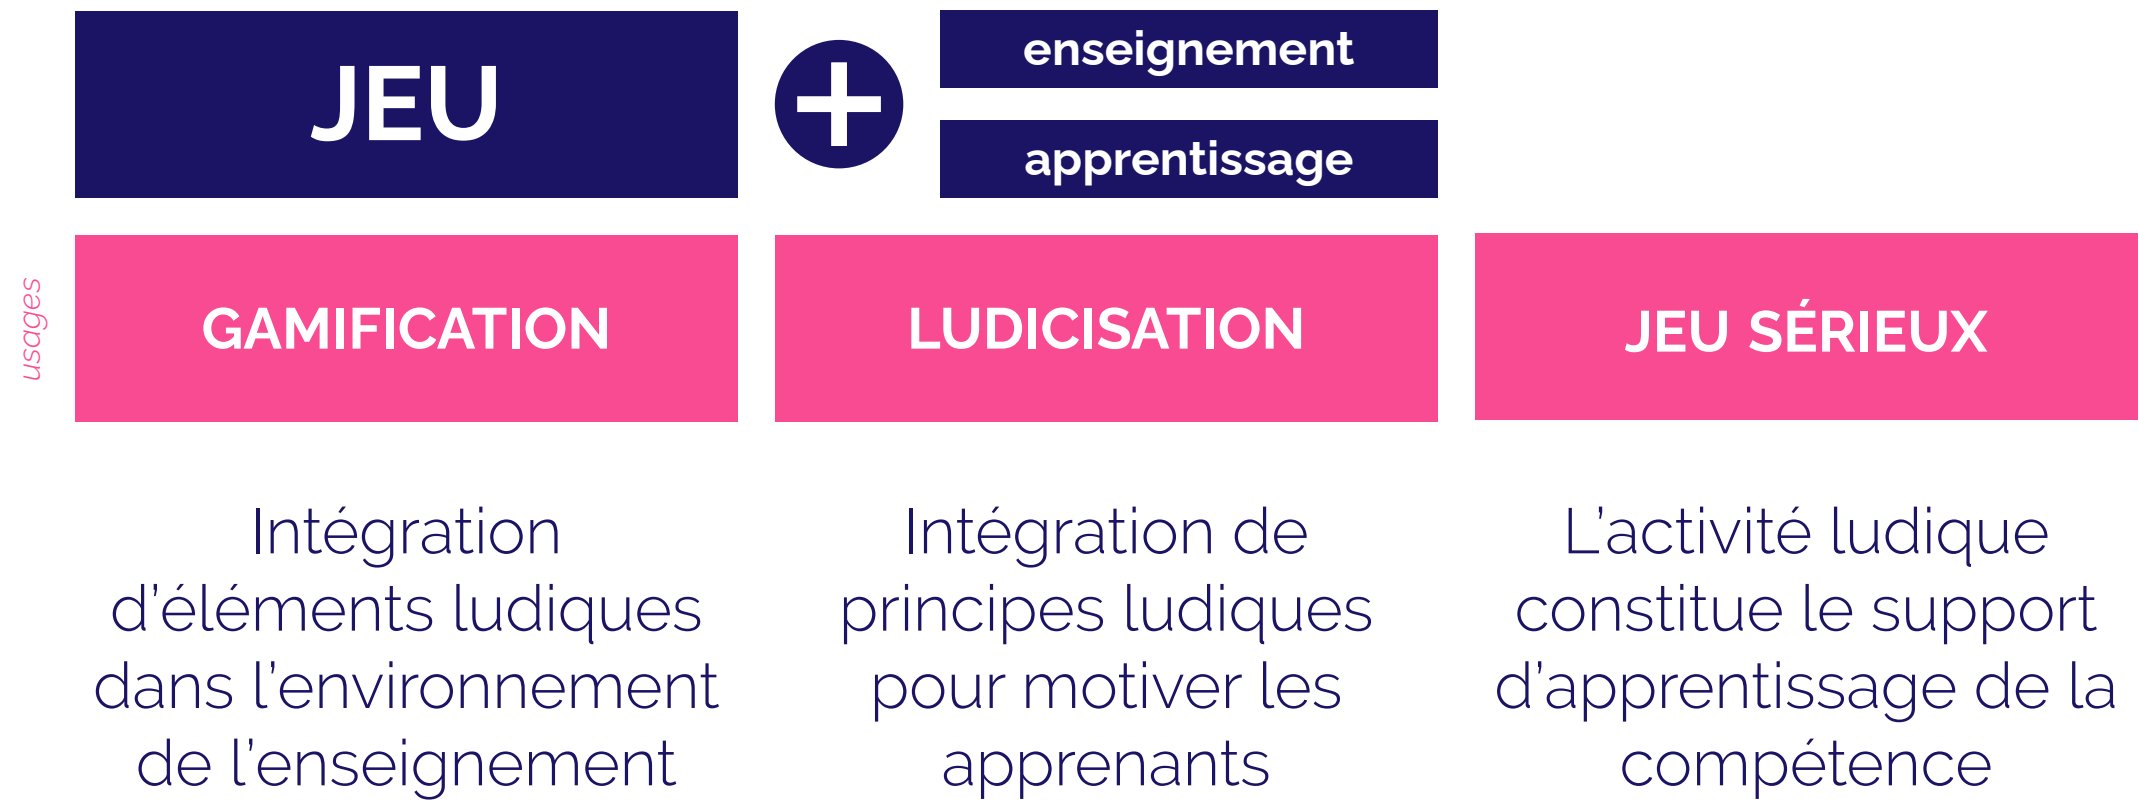 JEU
+
enseignement
apprentissage
usages
GAMIFICATION
LUDICISATION
JEU SÉRIEUX
Intégration
d’éléments ludiques
dans l’environnement
de l’enseignement
Intégration de
principes ludiques
pour motiver les
apprenants
L’activité ludique
constitue le support
d’apprentissage de la
compétence